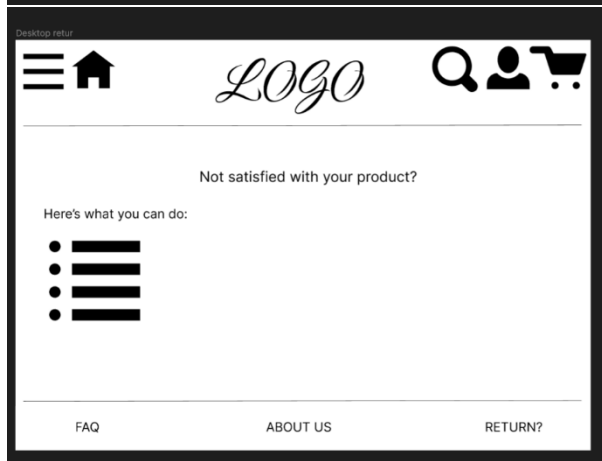 Desktop retur
LOGO
Not satisfied with your product?
Here's what you can do:
FAQ
ABOUT US
RETURN?